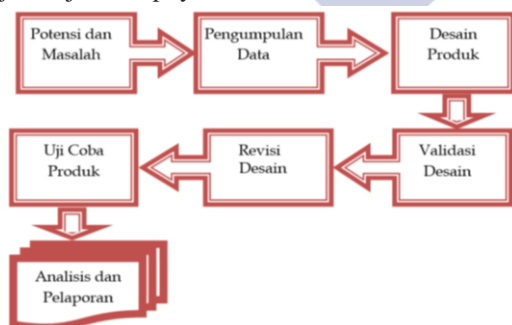 Potensi dan
Masalah
Pengumpulan
Data
Desain
Produk
Validasi
Desain
Revisi
Desain
Uji Coba
Produk
Analisis dan
Pelaporan